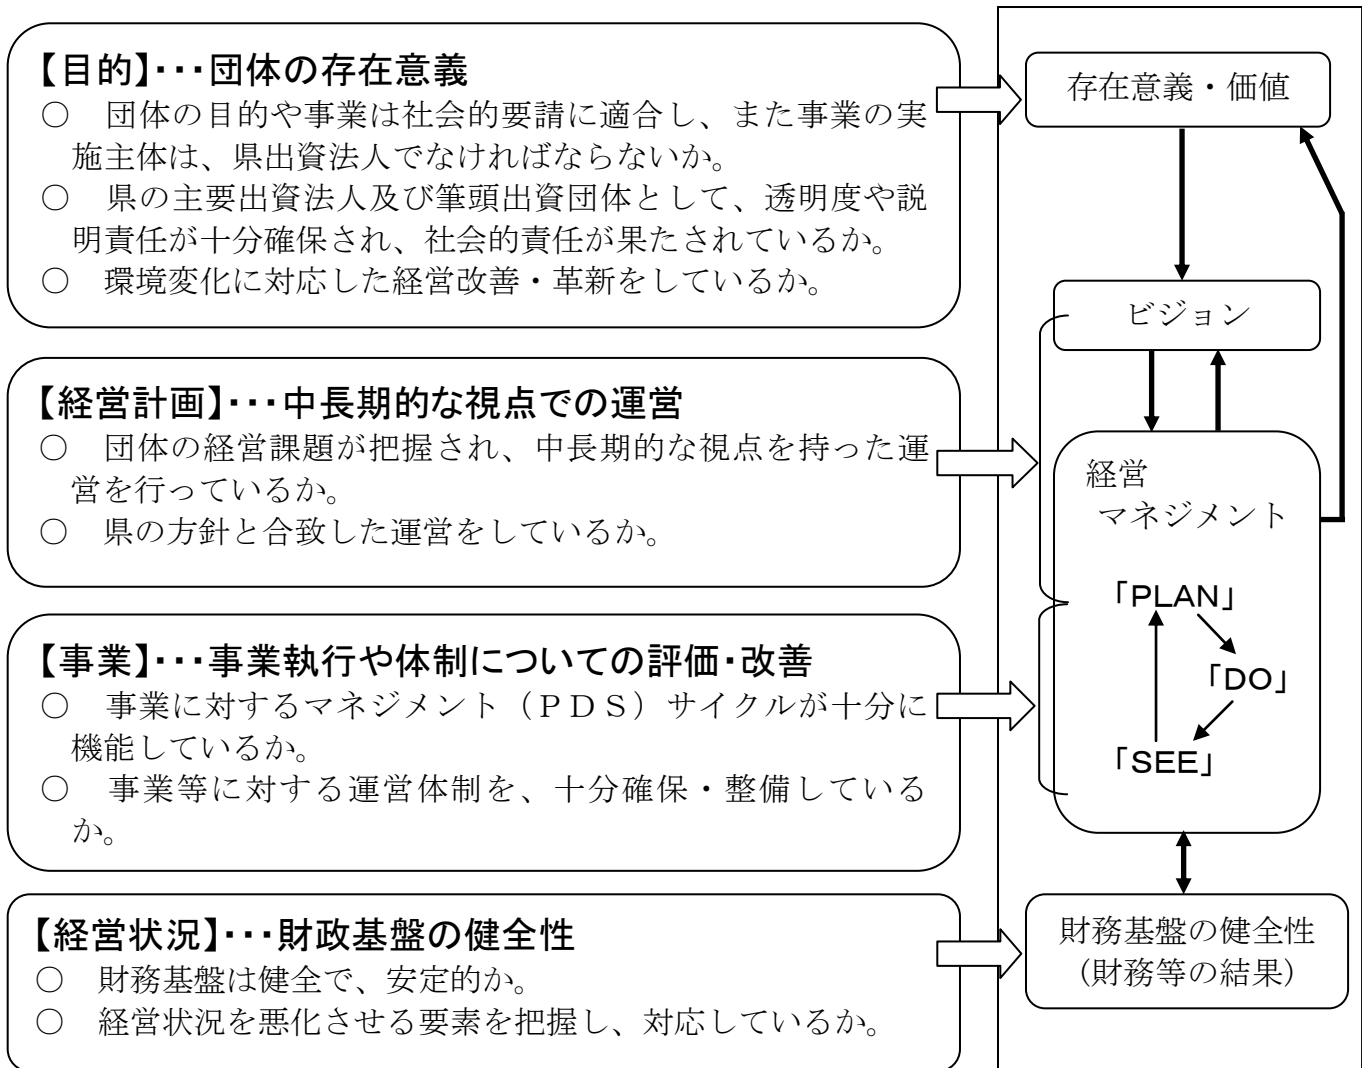 【目的】・・・団体の存在意義
○　団体の目的や事業は社会的要請に適合し、また事業の実
施主体は、県出資法人でなければならないか。
○　県の主要出資法人及び筆頭出資団体として、透明度や説
明責任が十分確保され、社会的責任が果たされているか。
○　環境変化に対応した経営改善・革新をしているか。
【経営計画】・・・中長期的な視点での運営
○　団体の経営課題が把握され、中長期的な視点を持った運
営を行っているか。
○　県の方針と合致した運営をしているか。
【事業】・・・事業執行や体制についての評価・改善
○　事業に対するマネジメント（ＰＤＳ）サイクルが十分に
機能しているか。
○　事業等に対する運営体制を、十分確保・整備している
か。
【経営状況】・・・財政基盤の健全性
○　財務基盤は健全で、安定的か。
○　経営状況を悪化させる要素を把握し、対応しているか。
存在意義・価値
ビジョン
経営
マネジメント
「PLAN」
「DO」
「SEE」
財務基盤の健全性
（財務等の結果）